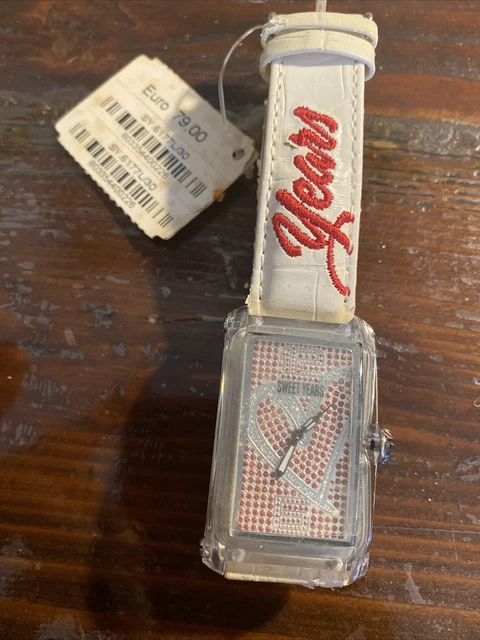 Euro 79.00
SY.6177L/30
SY.6177L/30
Years
SWEET YEARS